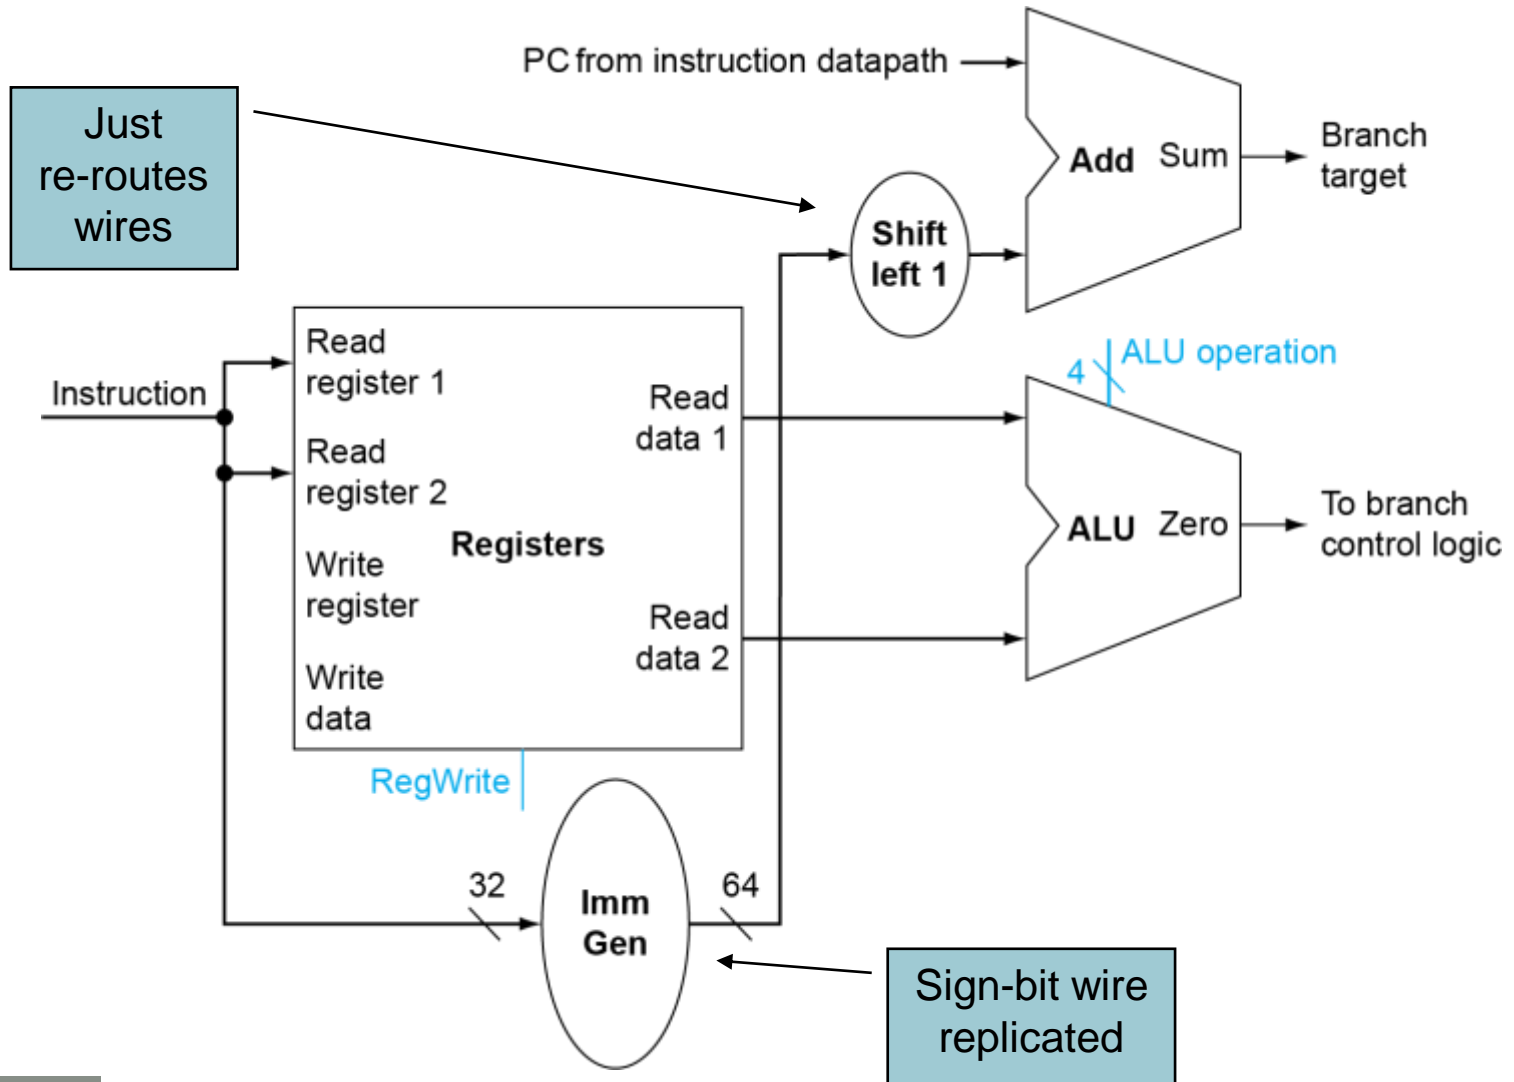 PC from instruction datapath
Just
re-routes
wires
Add
Sum
Branch
target
Shift
left 1
Instruction
Read
register 1
Read
register 2
Write
register
Write
data
Registers
Read
data 1
Read
data 2
RegWrite
4
ALU operation
ALU
Zero
To branch
control logic
32
Imm
Gen
64
Sign-bit wire
replicated